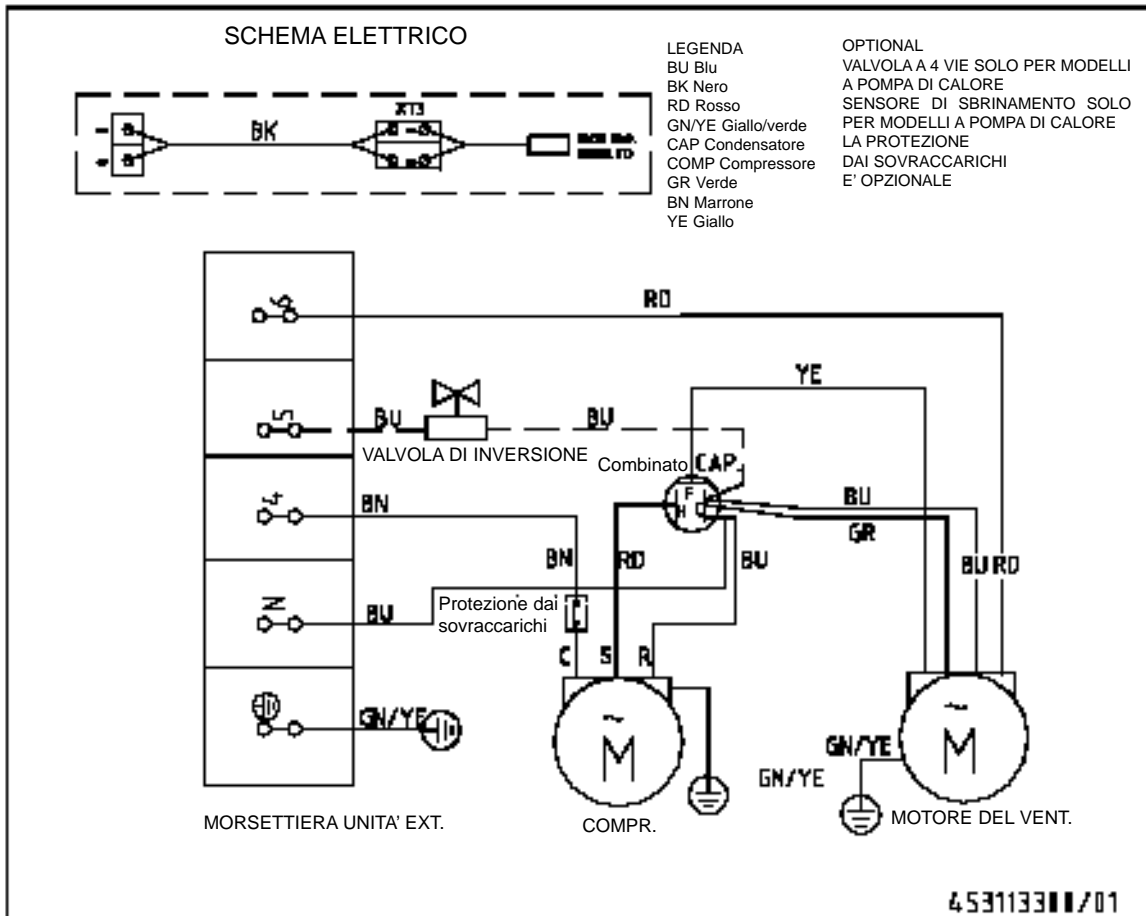 SCHEMA ELETTRICO
LEGENDA
BU Blu
BK Nero
RD Rosso
GN/YE Giallo/verde
CAP Condensatore
COMP Compressore
GR Verde
BN Marrone
YE Giallo
OPTIONAL
VALVOLA A 4 VIE SOLO PER MODELLI
A POMPA DI CALORE
SENSORE DI SBRINAMENTO SOLO
PER MODELLI A POMPA DI CALORE
LA PROTEZIONE
DAI SOVRACCARICHI
E' OPZIONALE
XT3
BK
RD
YE
5
BU
BU
VALVOLA DI INVERSIONE
Combinato
CAP.
F
H
C
4
BN
BU
GR
BN
RD
BU
BU
RD
N
BU
Protezione dai
sovraccarichi
C
S
R
GN/YE
~
M
~
M
GN/YE
GN/YE
MORSETTIERA UNITA' EXT.
COMPR.
MOTORE DEL VENT.